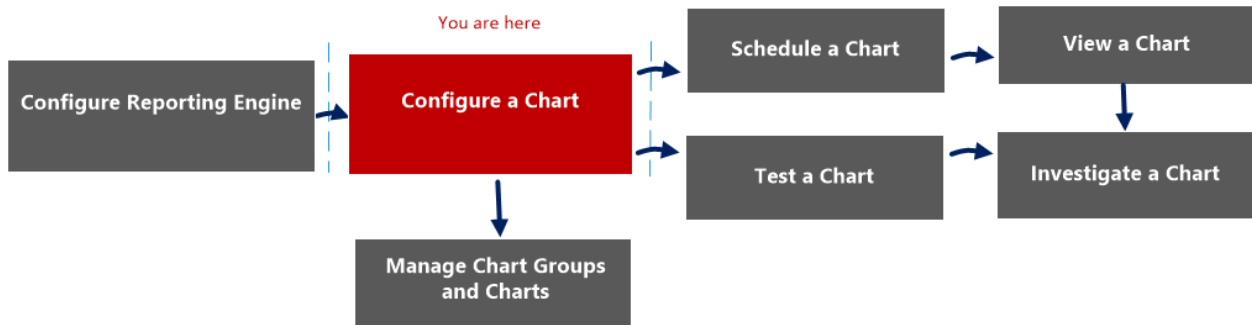 You are here
Configure Reporting Engine
Configure a Chart
Schedule a Chart
View a Chart
Test a Chart
Investigate a Chart
Manage Chart Groups
and Charts